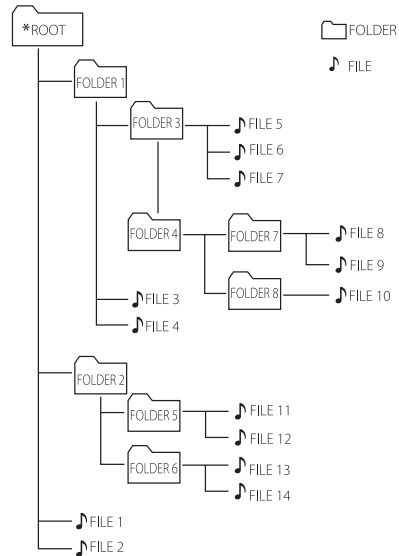 *ROOT
FOLDER
FILE
FOLDER 1
FOLDER 3
FILE 5
FILE 6
FILE 7
FOLDER 4
FOLDER 7
FILE 8
FILE 9
FOLDER 8
FILE 10
FILE 3
FILE 4
FOLDER 2
FOLDER 5
FILE 11
FILE 12
FOLDER 6
FILE 13
FILE 14
FILE 1
FILE 2